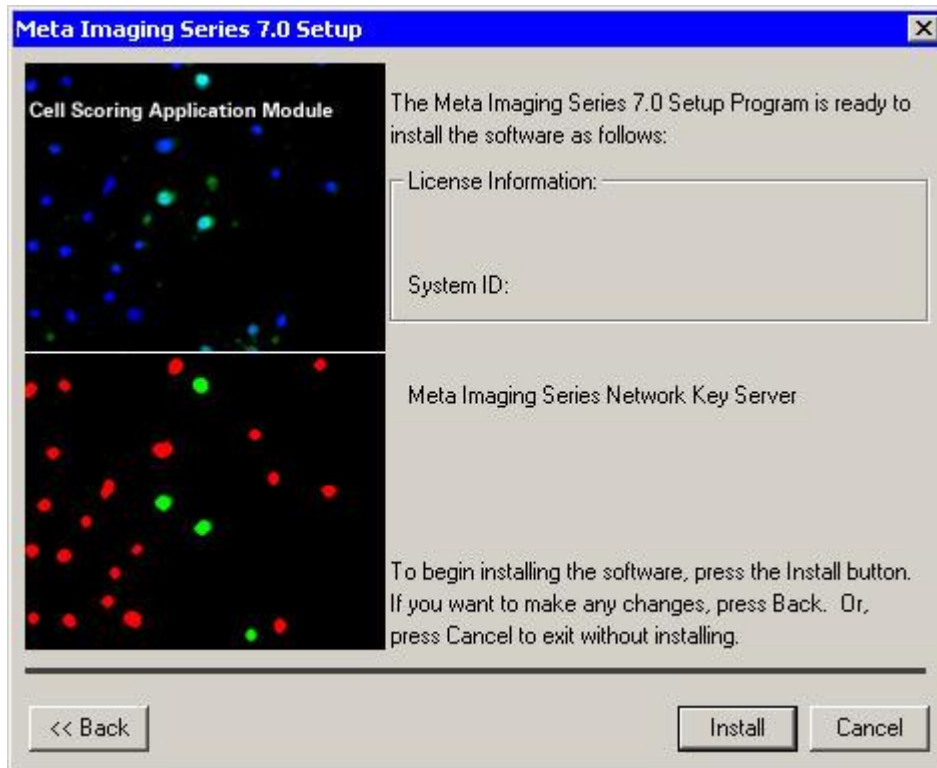 Meta Imaging Series 7.0 Setup
Cell Scoring Application Module
The Meta Imaging Series 7.0 Setup Program is ready to
install the software as follows:
License Information:
System ID:
Meta Imaging Series Network Key Server
To begin installing the software, press the Install button.
If you want to make any changes, press Back.  Or,
press Cancel to exit without installing.
<< Back
Install
Cancel